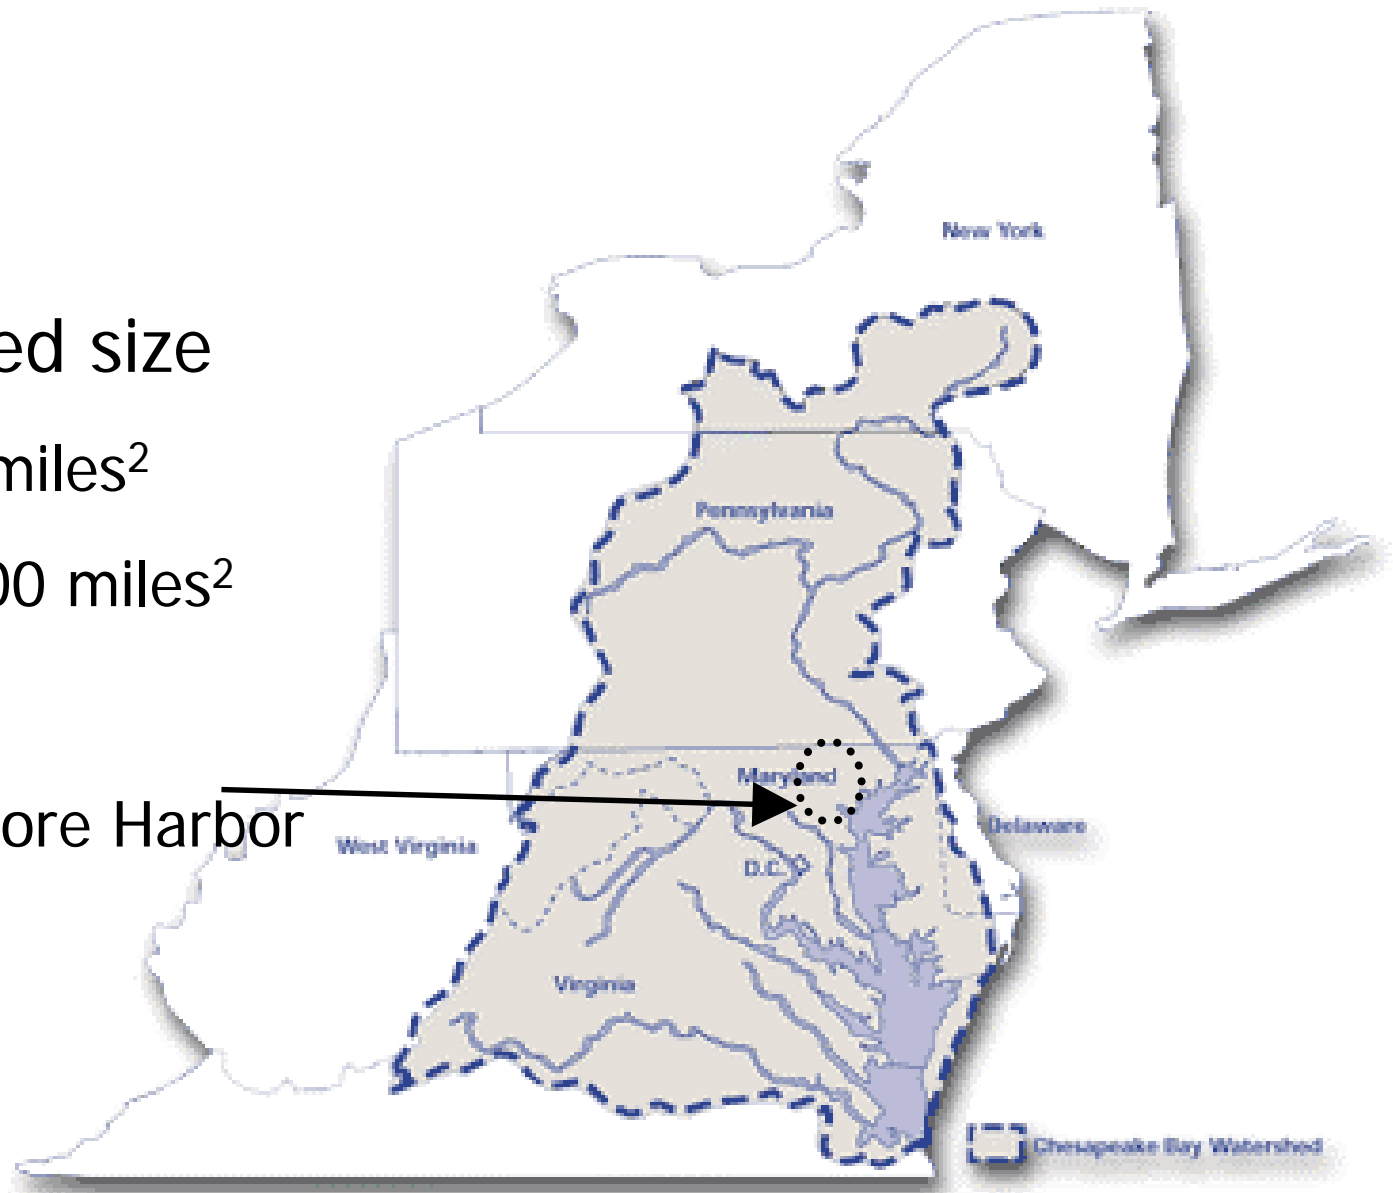 New York
ed size
miles²
Pennsylvania
00 miles²
Maryland
ore Harbor
Delaware
West Virginia
D.C.
Virginia
Chesapeake Bay Watershed